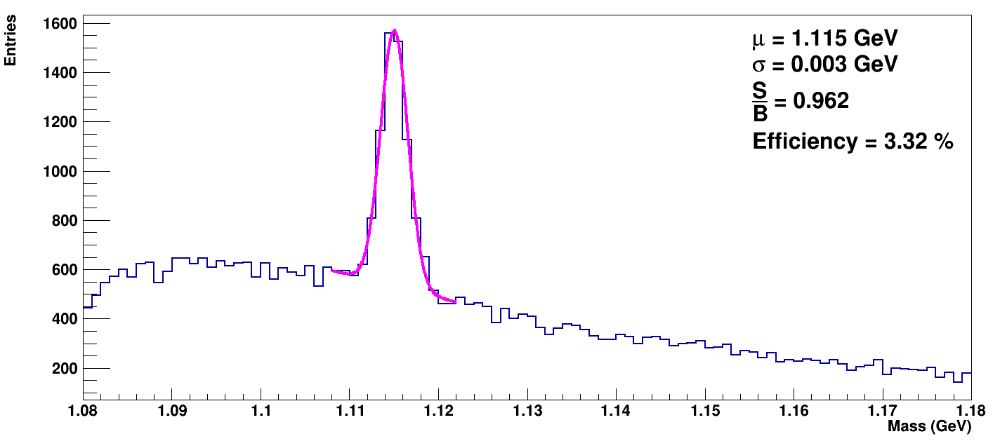 Entries
1600
1400
1200
1000
800
600
400
200
μ = 1.115 GeV
σ = 0.003 GeV
S
B = 0.962
Efficiency = 3.32 %
1.08 1.09 1.1 1.11 1.12 1.13 1.14 1.15 1.16 1.17 1.18
Mass (GeV)